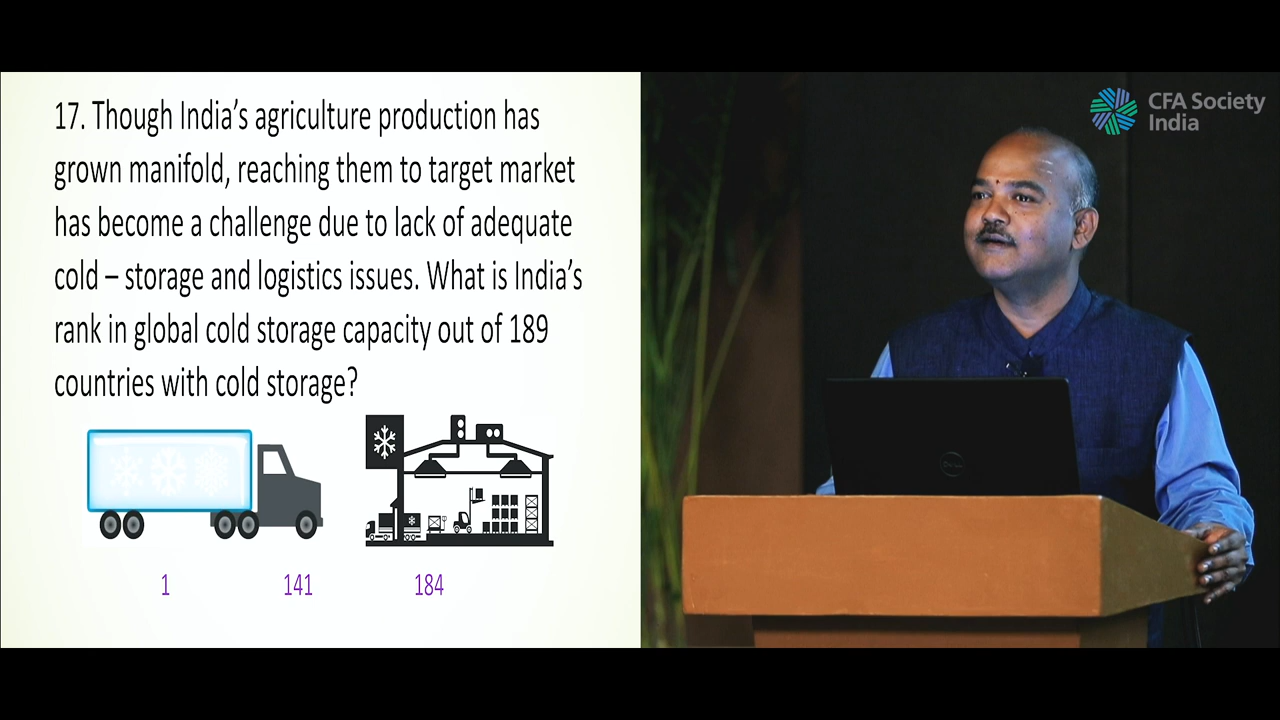 17. Though India’s agriculture production has
grown manifold, reaching them to target market
has become a challenge due to lack of adequate
cold – storage and logistics issues. What is India’s
rank in global cold storage capacity out of 189
countries with cold storage?
1 141 184
CFA Society
India
DELL